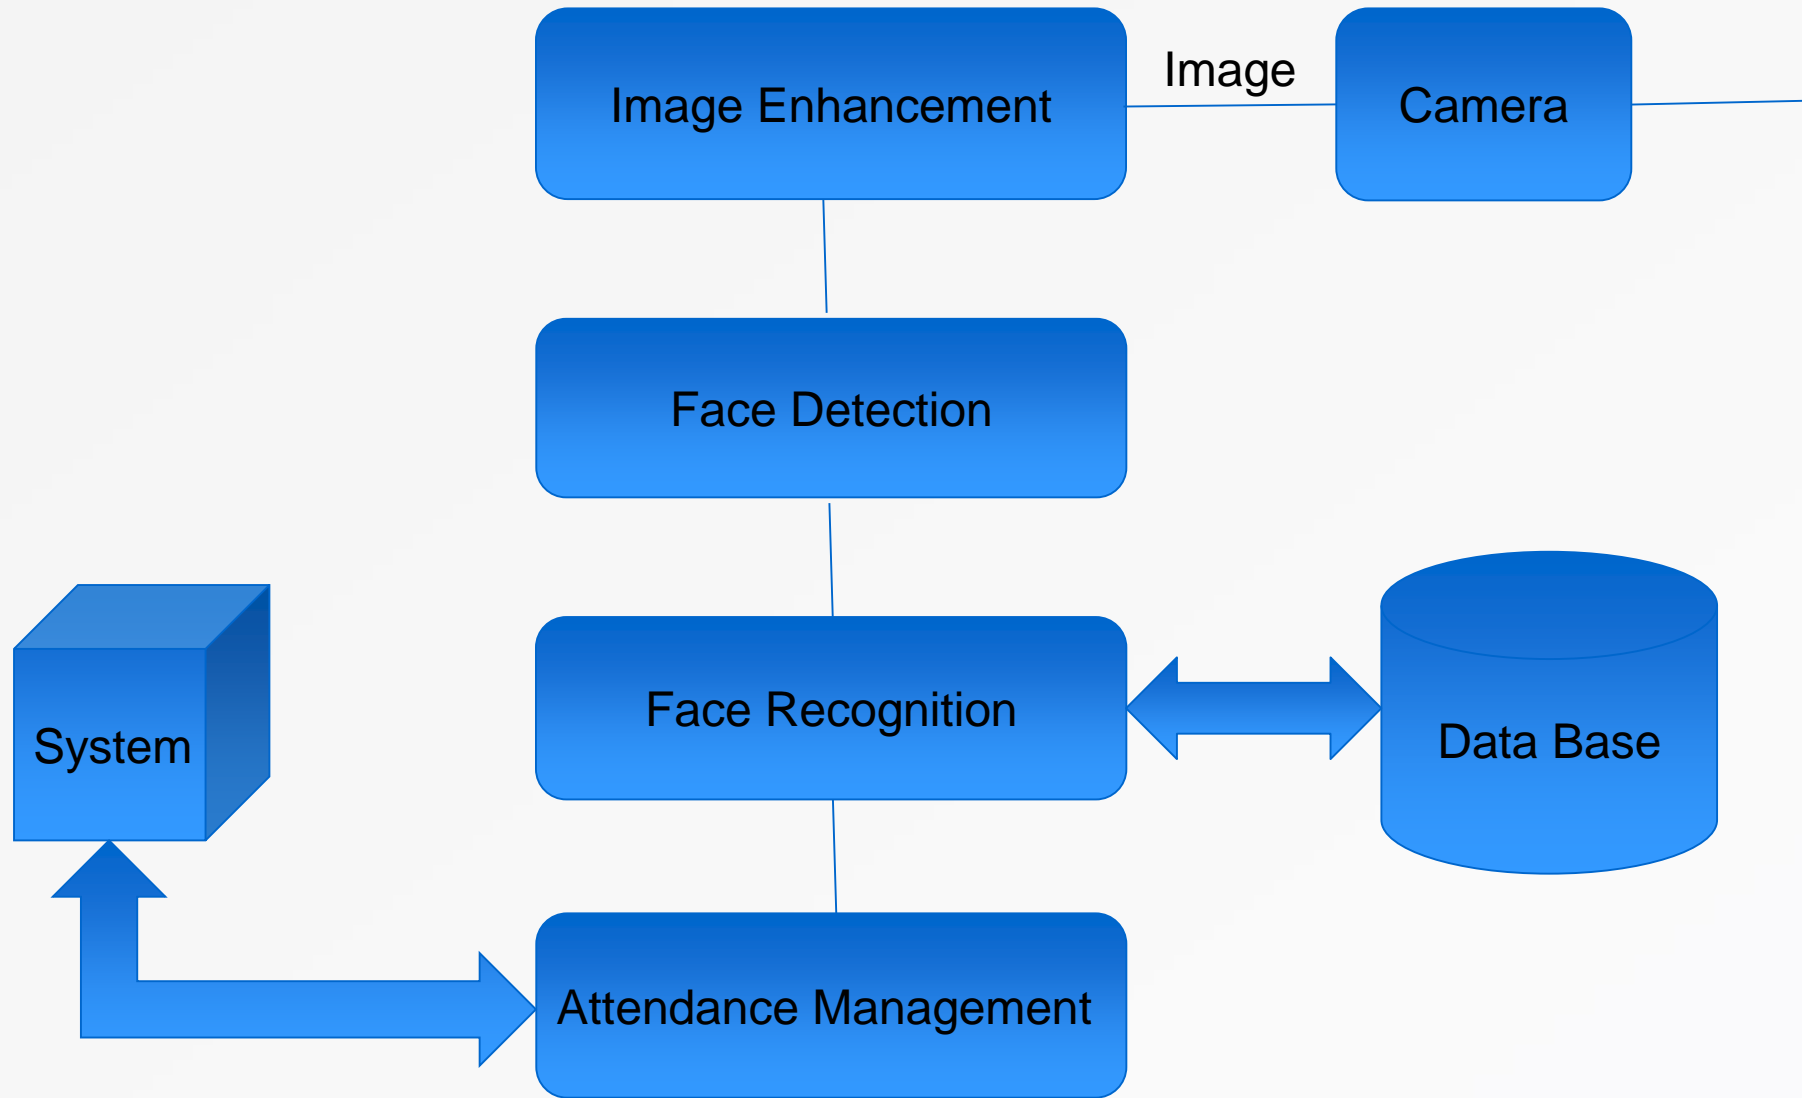 Image Enhancement
Image
Camera
Face Detection
Face Recognition
System
Data Base
Attendance Management